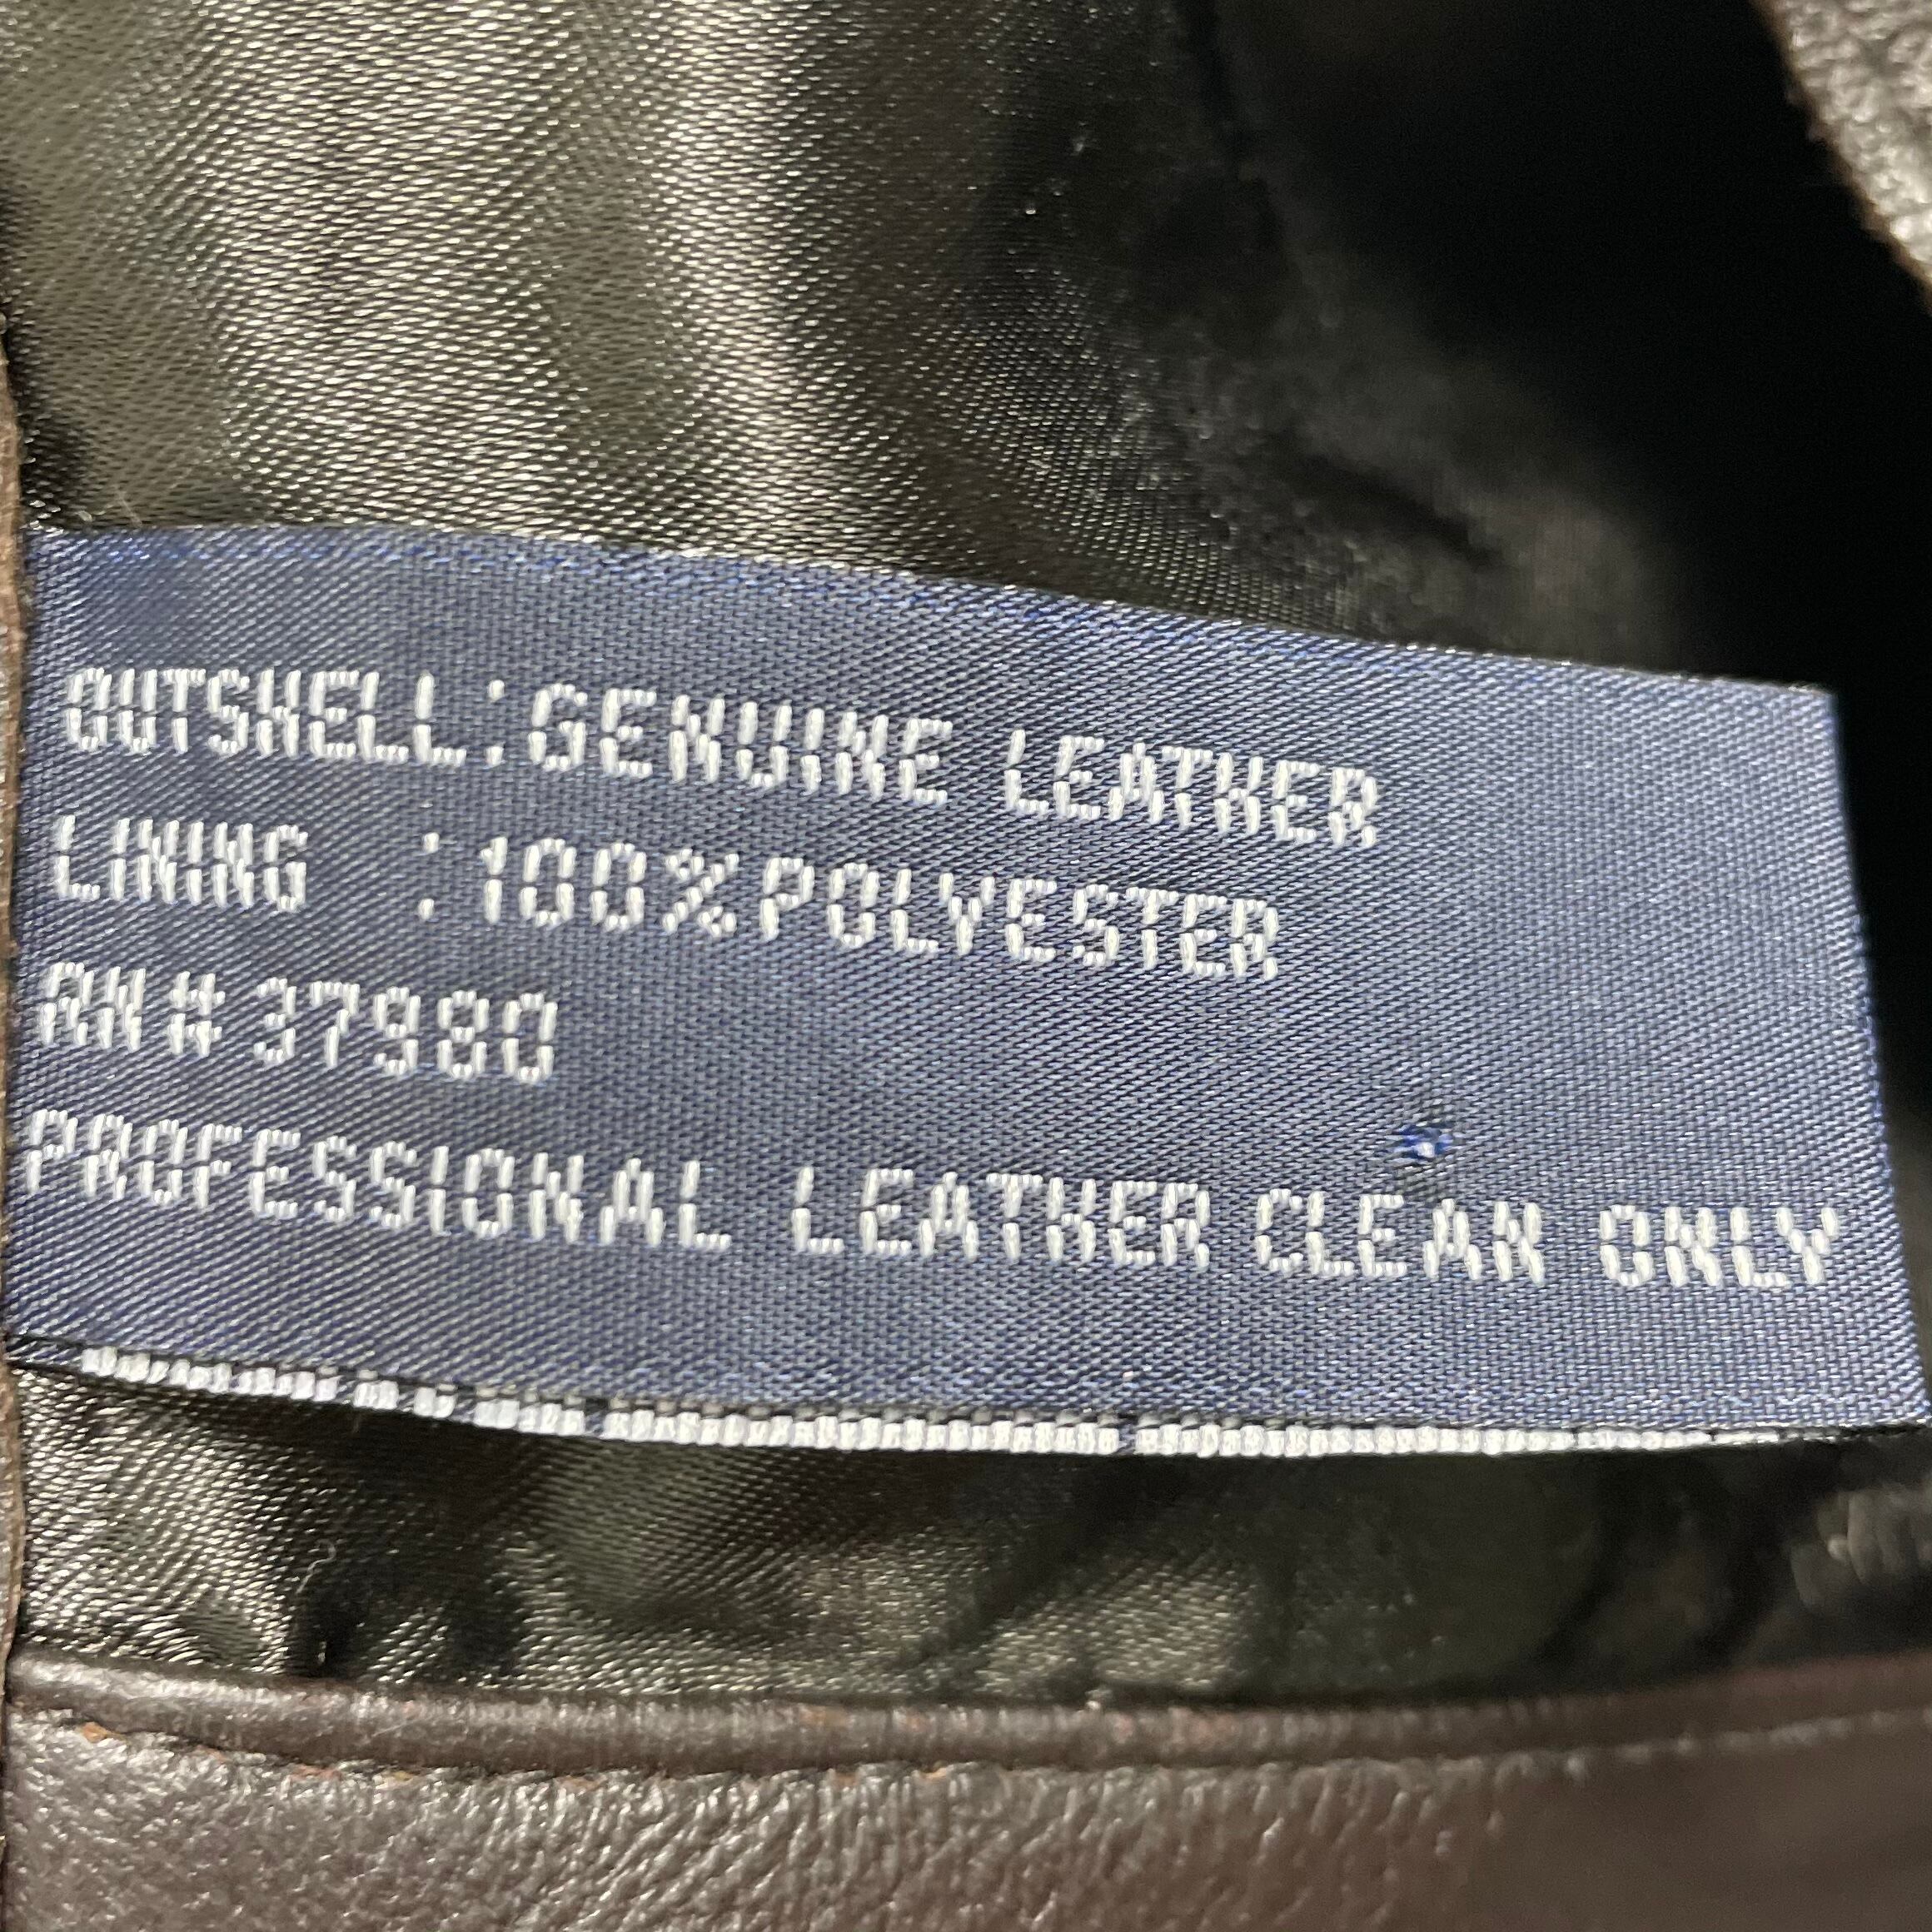 OUTSHELL:GENUINE LEATHER
LINING :100%POLYESTER
RN# 37980
PROFESSIONAL LEATHER CLEAN ONLY